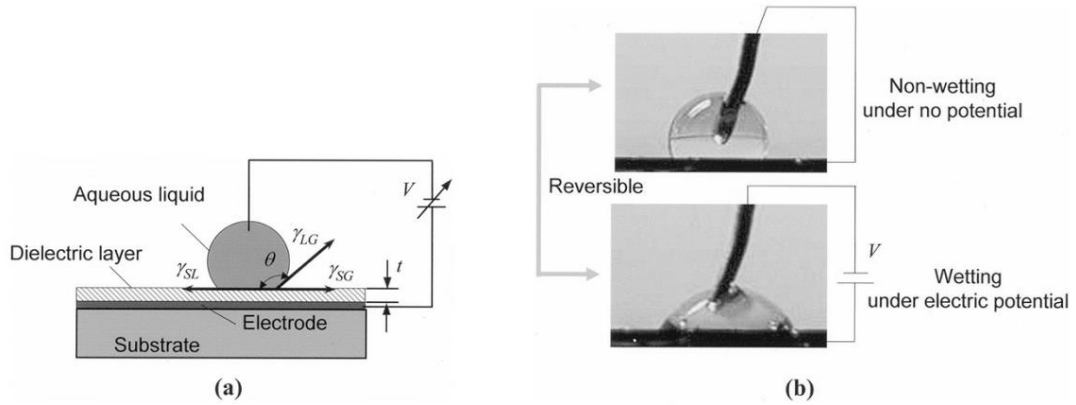 Aqueous liquid
V
γLG
Dielectric layer
θ
γSL
γSG
t
Electrode
Substrate
(a)
Non-wetting
under no potential
Reversible
V
Wetting
under electric potential
(b)